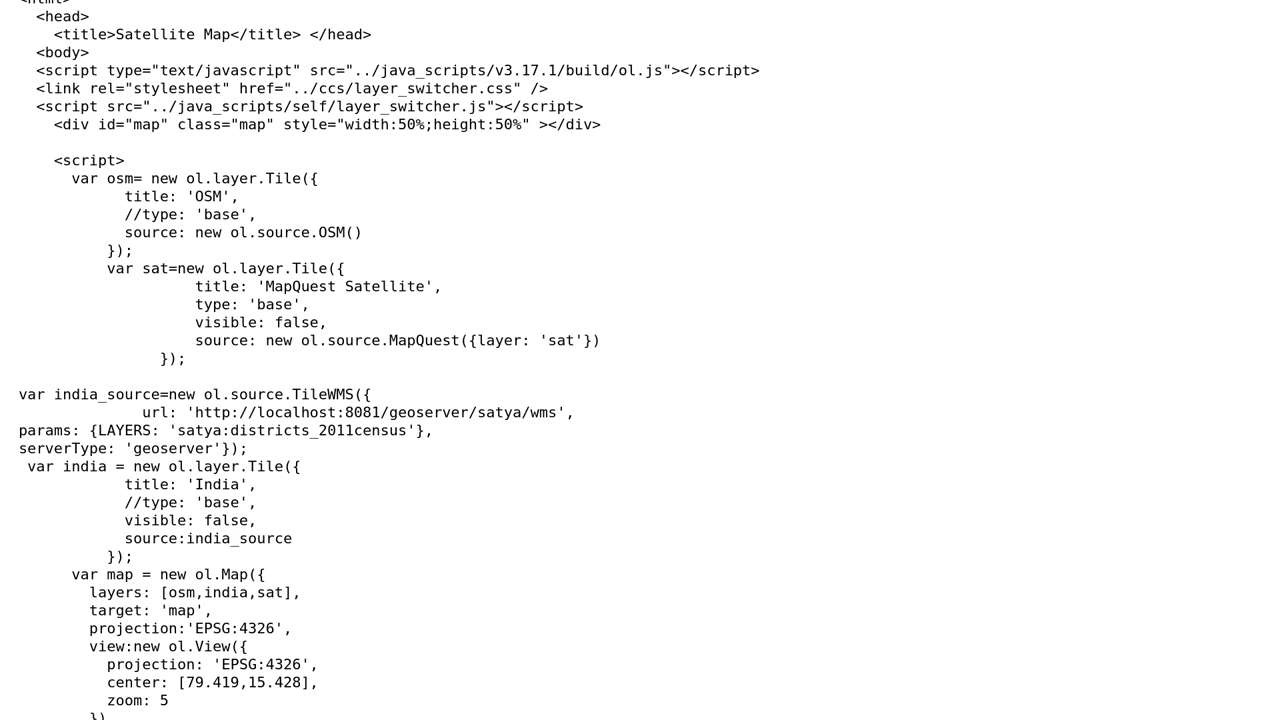 <html>
<head>
<title>Satellite Map</title> </head>
<body>
<script type="text/javascript" src="../java_scripts/v3.17.1/build/ol.js"></script>
<link rel="stylesheet" href="../ccs/layer_switcher.css" />
<script src="../java_scripts/self/layer_switcher.js"></script>
<div id="map" class="map" style="width:50%;height:50%" ></div>
<script>
var osm= new ol.layer.Tile({
title: 'OSM',
//type: 'base',
source: new ol.source.OSM()
});
var sat=new ol.layer.Tile({
title: 'MapQuest Satellite',
type: 'base',
visible: false,
source: new ol.source.MapQuest({layer: 'sat'})
});
var india_source=new ol.source.TileWMS({
url: 'http://localhost:8081/geoserver/satya/wms',
params: {LAYERS: 'satya:districts_2011census'},
serverType: 'geoserver'});
var india = new ol.layer.Tile({
title: 'India',
//type: 'base',
visible: false,
source:india_source
});
var map = new ol.Map({
layers: [osm,india,sat],
target: 'map',
projection:'EPSG:4326',
view:new ol.View({
projection: 'EPSG:4326',
center: [79.419,15.428],
zoom: 5
})